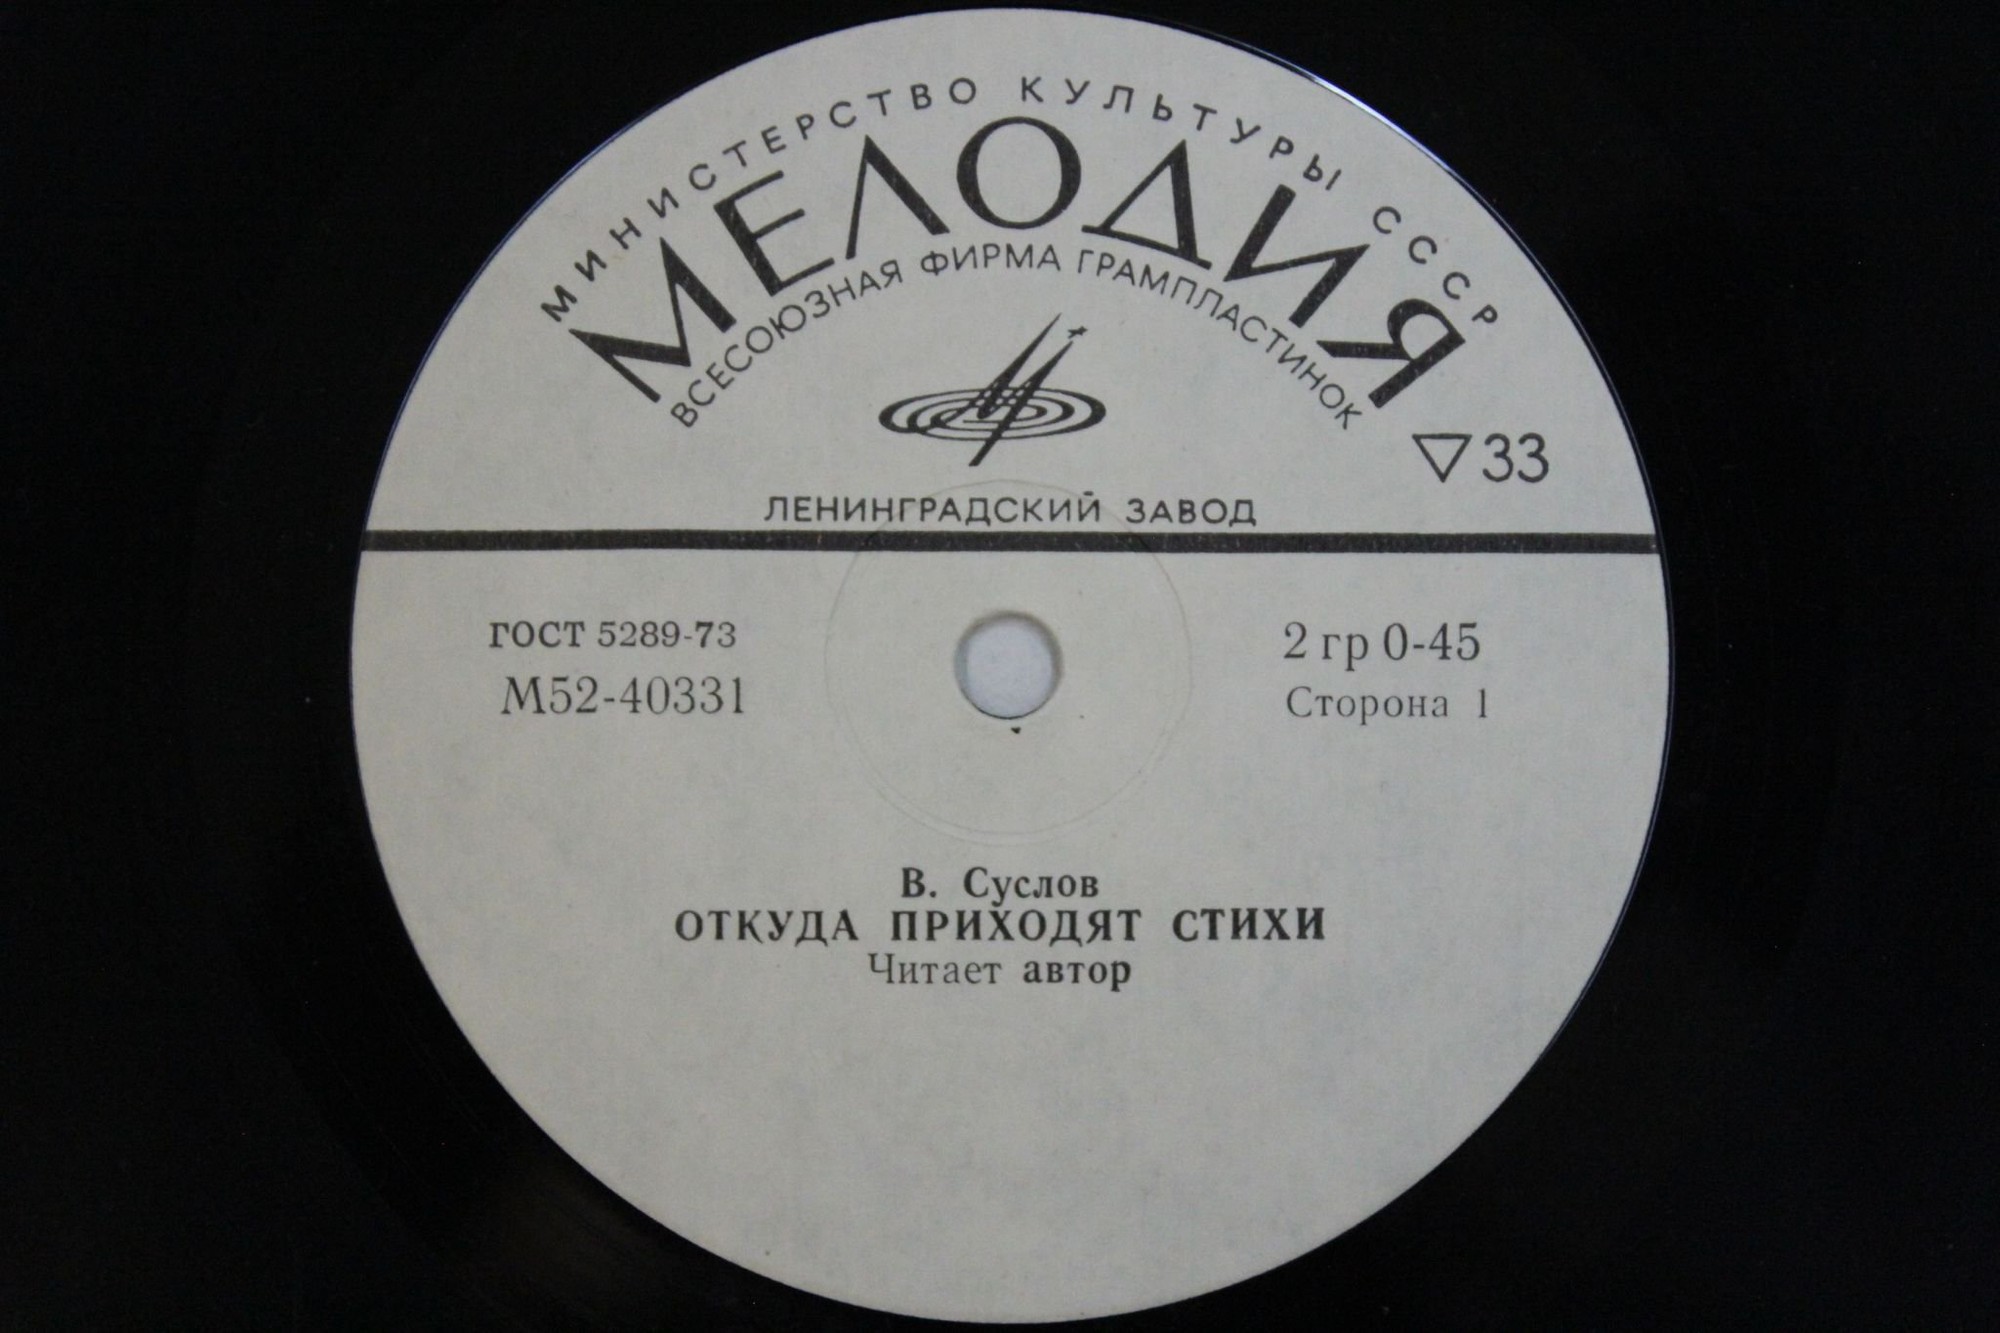 МИНИСТЕРСТВО КУЛЬТУРЫ СССР
МЕЛОДИЯ
ВСЕСОЮЗНАЯ ФИРМА ГРАМПЛАСТИНОК
▽33
ЛЕНИНГРАДСКИЙ ЗАВОД
ГОСТ 5289-73
М52-40331
2 гр 0-45
Сторона 1
В. Суслов
ОТКУДА ПРИХОДЯТ СТИХИ
Читает автор